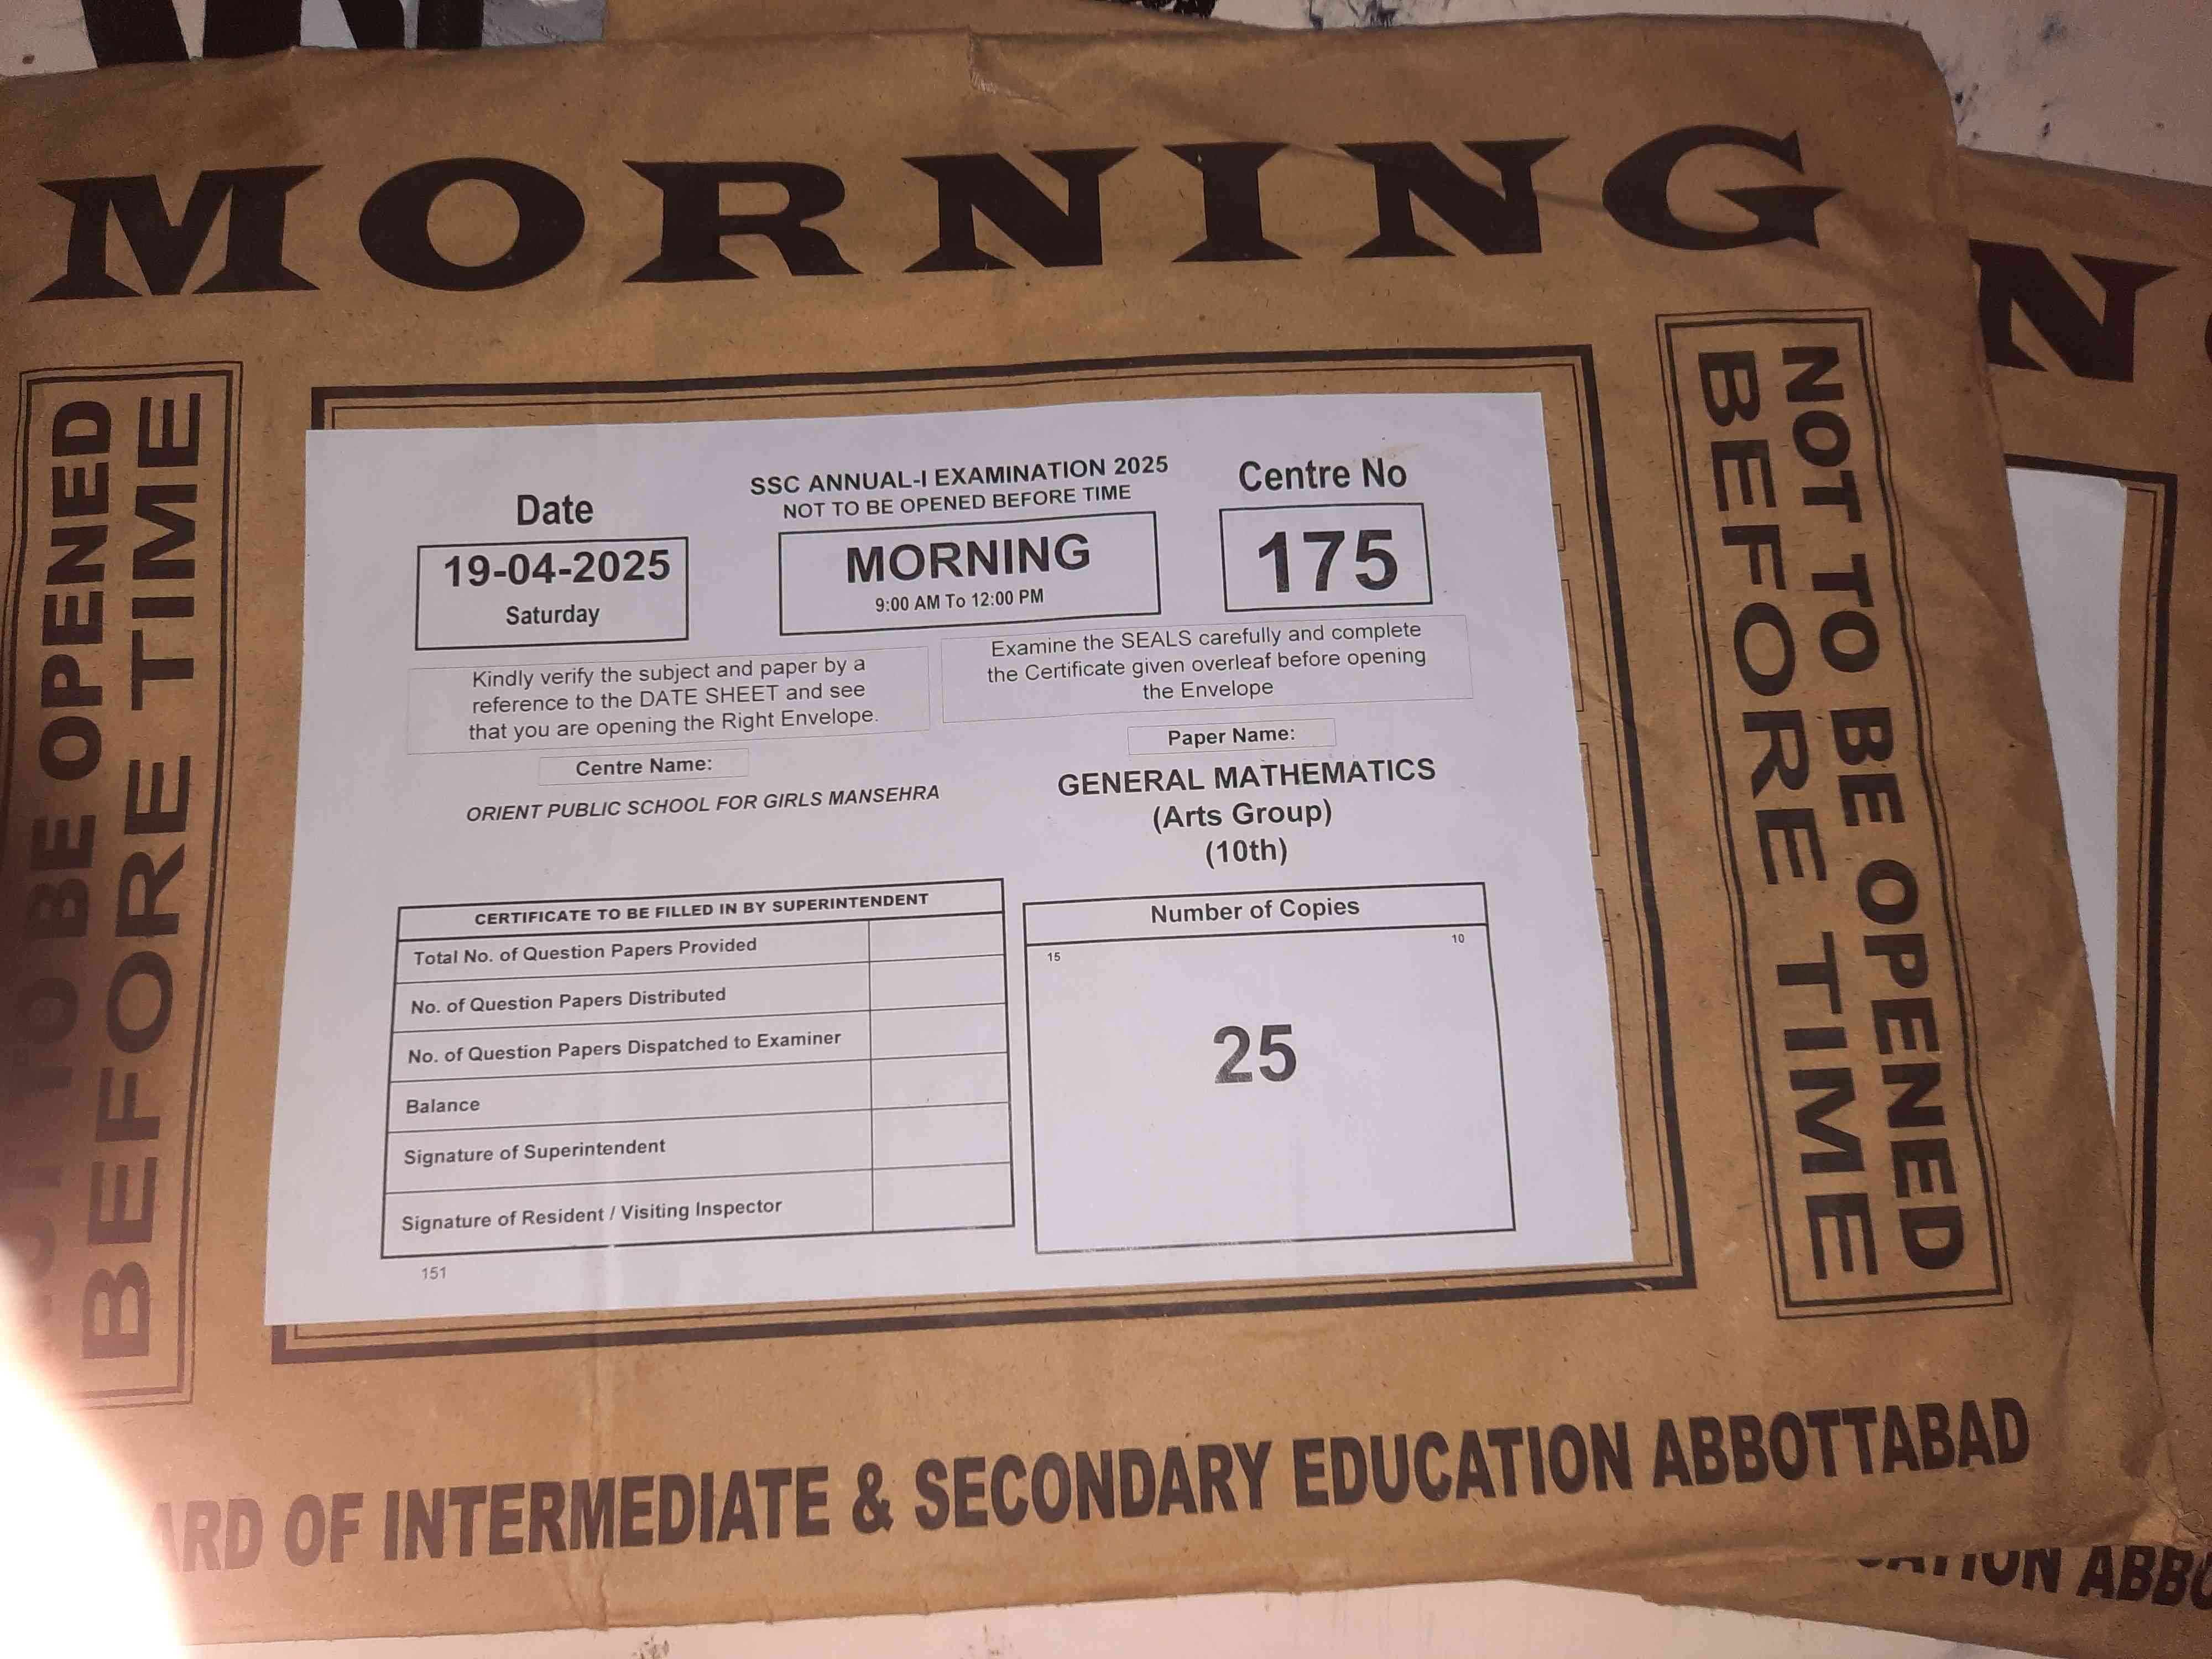 MORNING
NOT TO BE OPENED
BEFORE TIME
SSC ANNUAL-I EXAMINATION 2025
NOT TO BE OPENED BEFORE TIME
Date
19-04-2025
Saturday
MORNING
9:00 AM To 12:00 PM
Centre No
175
Kindly verify the subject and paper by a
reference to the DATE SHEET and see
that you are opening the Right Envelope.
Examine the SEALS carefully and complete
the Certificate given overleaf before opening
the Envelope
Centre Name:
ORIENT PUBLIC SCHOOL FOR GIRLS MANSEHRA
Paper Name:
GENERAL MATHEMATICS
(Arts Group)
(10th)
CERTIFICATE TO BE FILLED IN BY SUPERINTENDENT
Total No. of Question Papers Provided
No. of Question Papers Distributed
No. of Question Papers Dispatched to Examiner
Balance
Signature of Superintendent
Signature of Resident / Visiting Inspector
151
Number of Copies
15
10
25
NOT TO BE OPENED
BEFORE TIME
ARD OF INTERMEDIATE & SECONDARY EDUCATION ABBOTTABAD
N
ATION ABBO